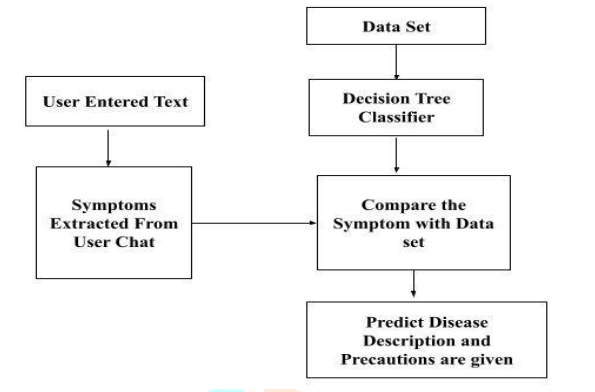 Data Set
User Entered Text
Decision Tree
Classifier
Symptoms
Extracted From
User Chat
Compare the
Symptom with Data
set
Predict Disease
Description and
Precautions are given